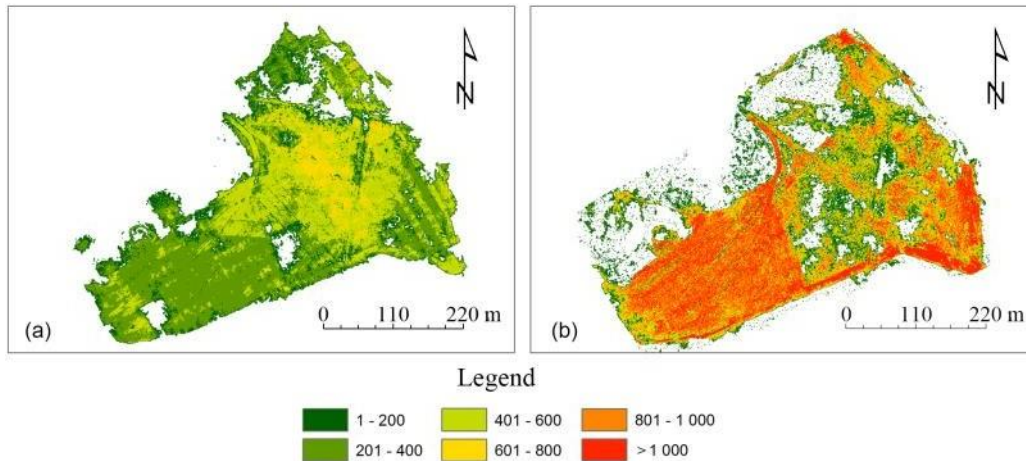 N
N
(a)
0 110 220 m
(b)
0 110 220 m
Legend
1 - 200
401 - 600
801 - 1 000
201 - 400
601 - 800
> 1 000